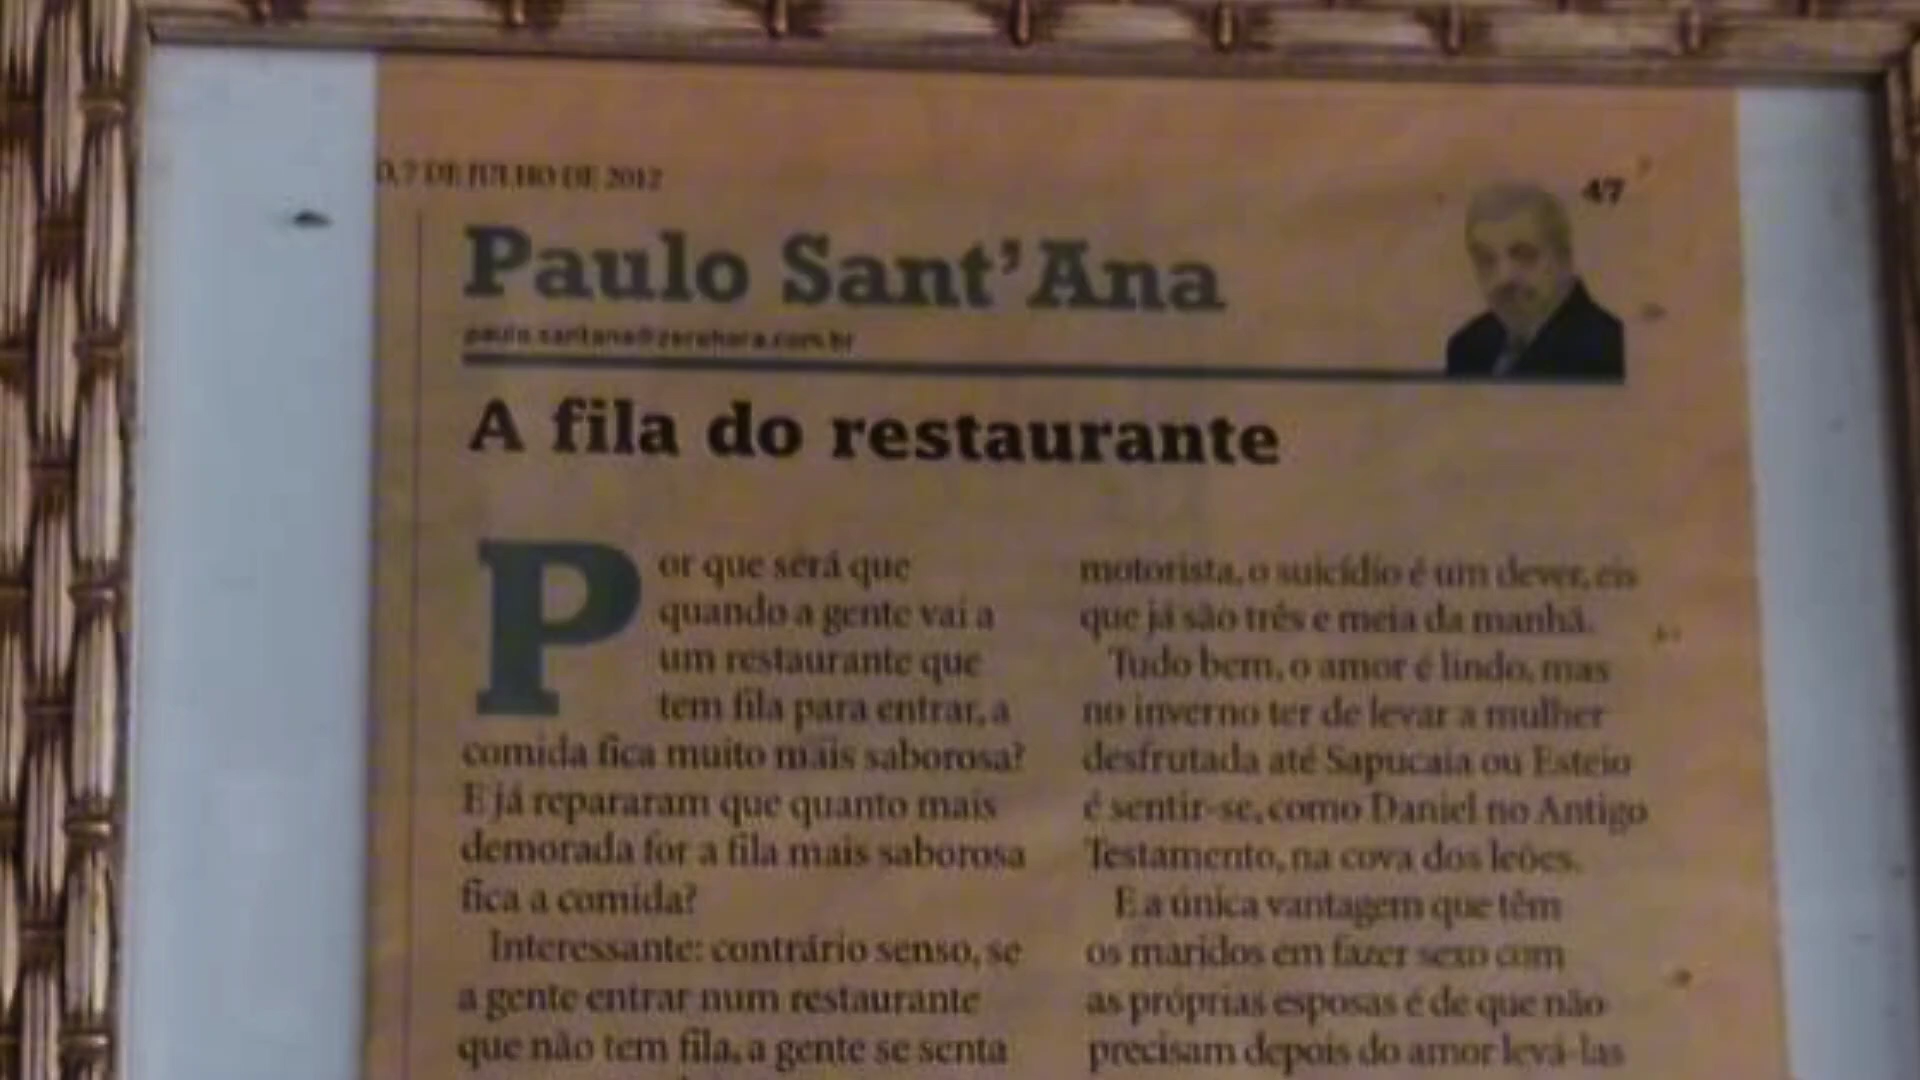 7 DE JULHO DE 2012
47
Paulo Sant'Ana
paulo.santana@zerohora.com.br
A fila do restaurante
Por que será que
quando a gente vai a
um restaurante que
tem fila para entrar, a
comida fica muito mais saborosa?
E já repararam que quanto mais
demorada for a fila mais saborosa
fica a comida?
Interessante: contrário senso, se
a gente entrar num restaurante
que não tem fila, a gente se senta
motorista, o suicídio é um dever, eis
que já são três e meia da manhã.
Tudo bem, o amor é lindo, mas
no inverno ter de levar a mulher
desfrutada até Sapucaia ou Esteio
é sentir-se, como Daniel no Antigo
Testamento, na cova dos leões.
E a única vantagem que têm
os maridos em fazer sexo com
as próprias esposas é de que não
precisam depois do amor levá-las